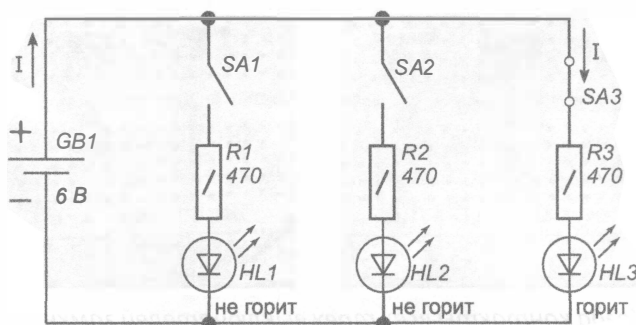 I
SA1
SA2
I
SA3
+
GB1
6 В
−
R1
470
R2
470
R3
470
HL1
HL2
HL3
не горит
не горит
горит